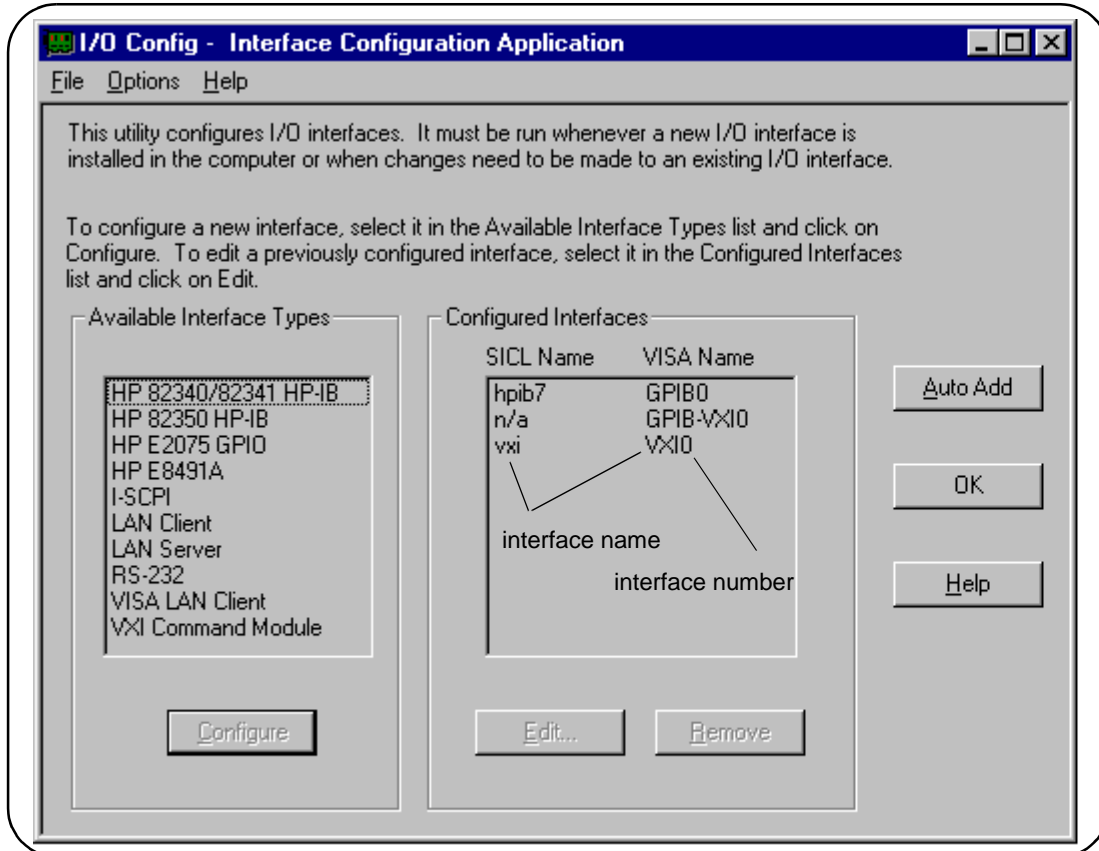 I/O Config - Interface Configuration Application
File Options Help
This utility configures I/O interfaces. It must be run whenever a new I/O interface is
installed in the computer or when changes need to be made to an existing I/O interface.
To configure a new interface, select it in the Available Interface Types list and click on
Configure. To edit a previously configured interface, select it in the Configured Interfaces
list and click on Edit.
Available Interface Types
HP 82340/82341 HP-IB
HP 82350 HP-IB
HP E2075 GPIO
HP E8491A
I-SCPI
LAN Client
LAN Server
RS-232
VISA LAN Client
VXI Command Module
Configure
Configured Interfaces
SICL Name VISA Name
hpib7 GPIB0
n/a GPIB-VXI0
vxi VXI0
interface name
interface number
Edit... Remove
Auto Add
OK
Help